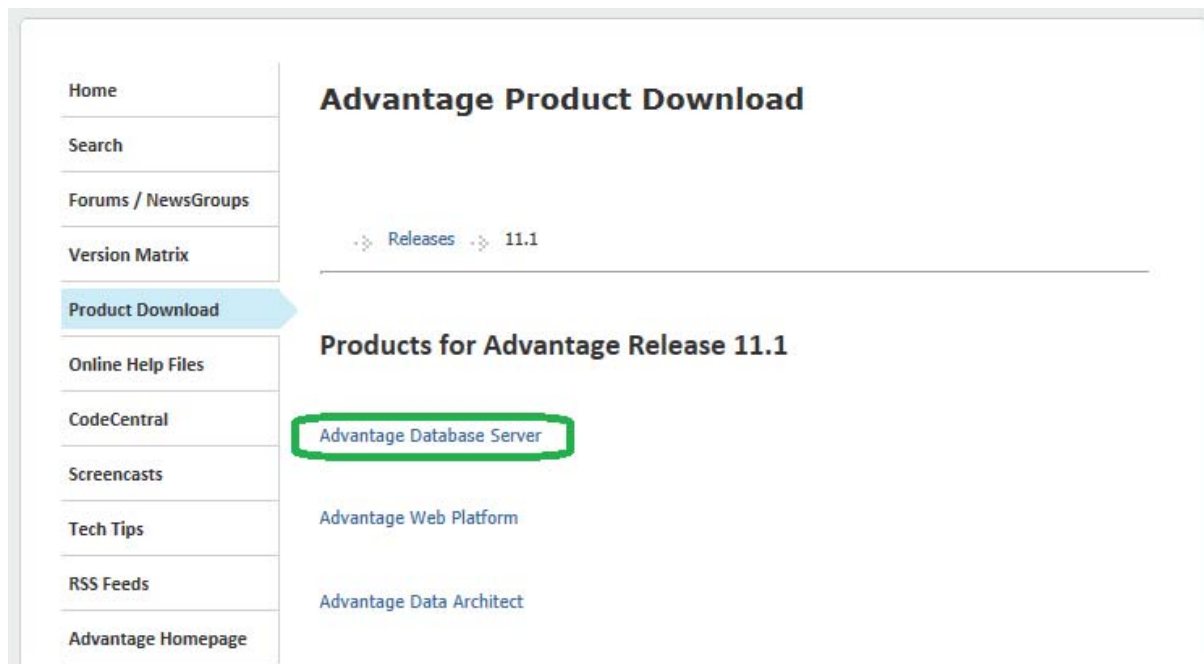 Home
Search
Forums / NewsGroups
Version Matrix
Product Download
Online Help Files
CodeCentral
Screencasts
Tech Tips
RSS Feeds
Advantage Homepage
Advantage Product Download
Releases 11.1
Products for Advantage Release 11.1
Advantage Database Server
Advantage Web Platform
Advantage Data Architect